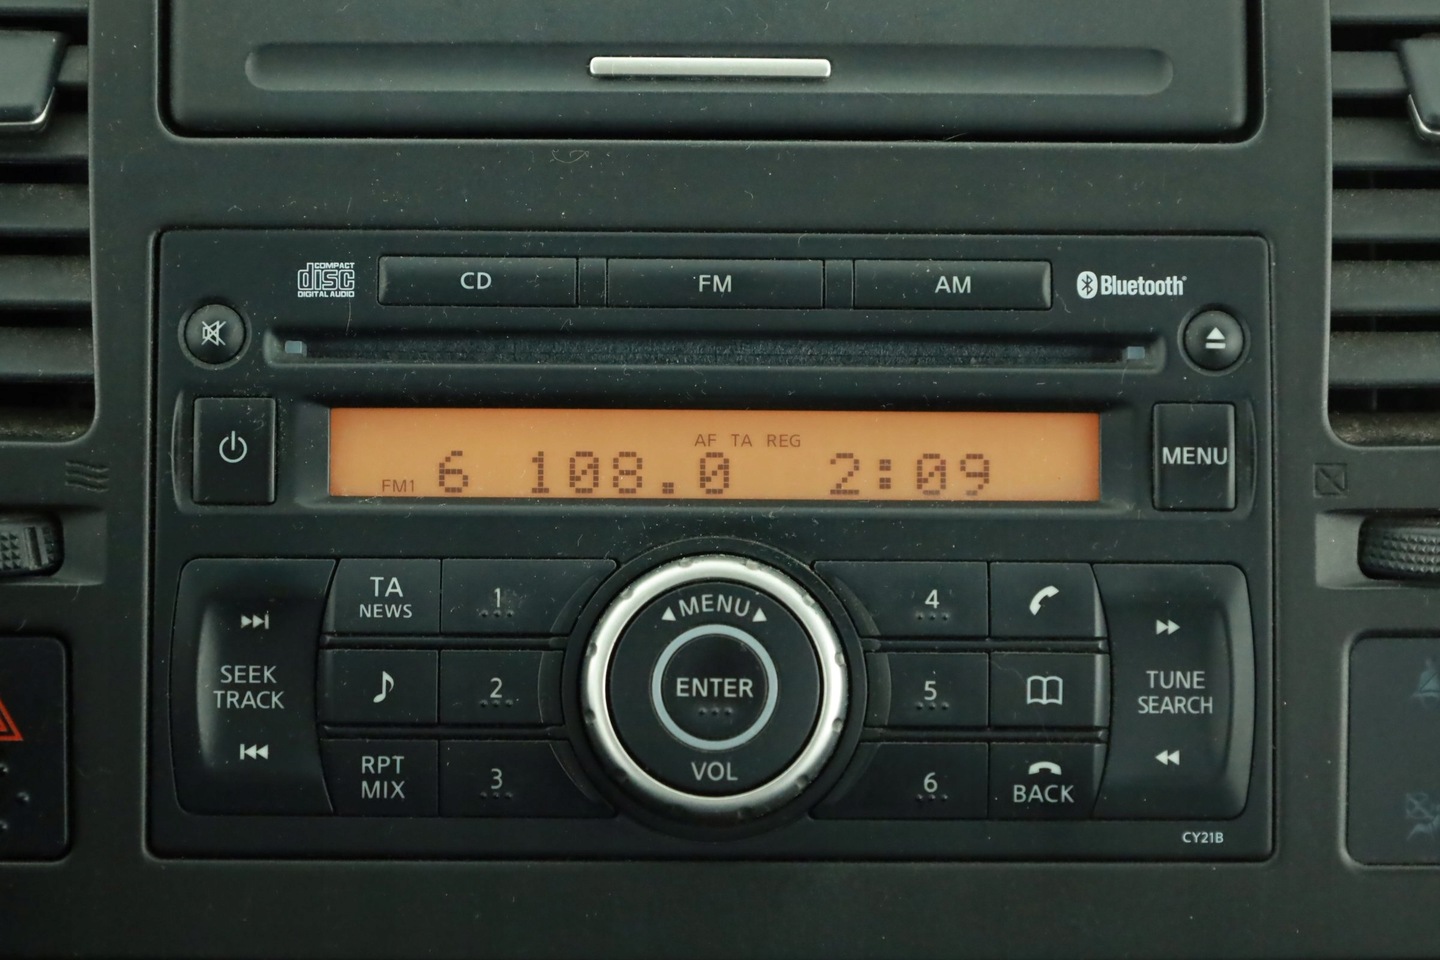 COMPACT
disc
DIGITAL AUDIO
CD
FM
AM
Bluetooth
AF TA REG
FM1 6 108.0 2:09
MENU
SEEK
TRACK
TA
NEWS
RPT
MIX
1
2
3
MENU
ENTER
VOL
4
5
6
BACK
TUNE
SEARCH
CY21B